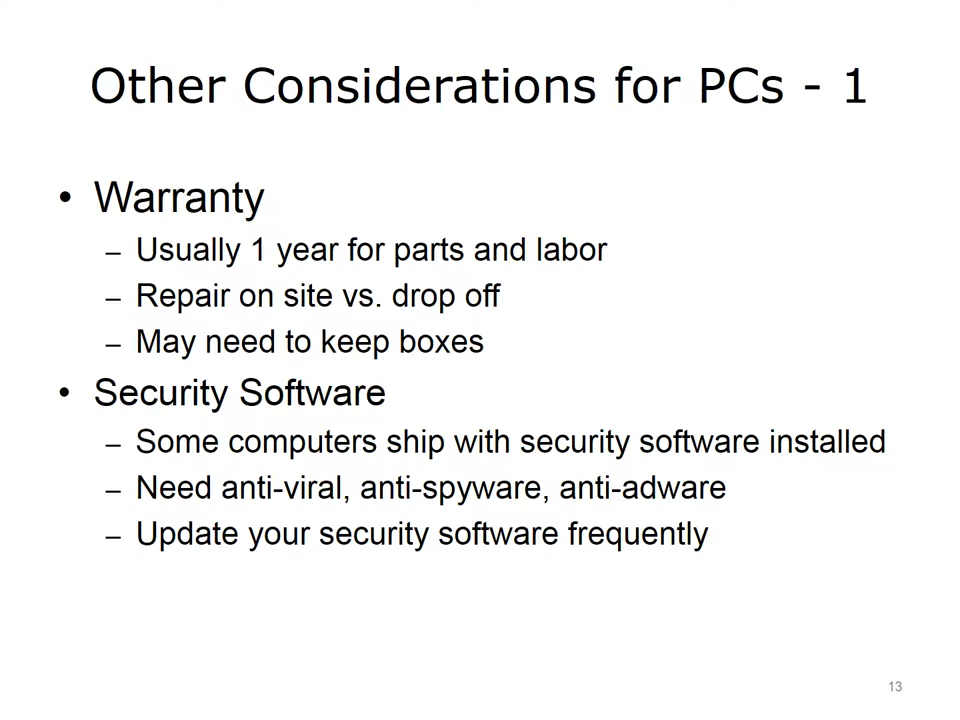 Other Considerations for PCs - 1
• Warranty
– Usually 1 year for parts and labor
– Repair on site vs. drop off
– May need to keep boxes
• Security Software
– Some computers ship with security software installed
– Need anti-viral, anti-spyware, anti-adware
– Update your security software frequently
13